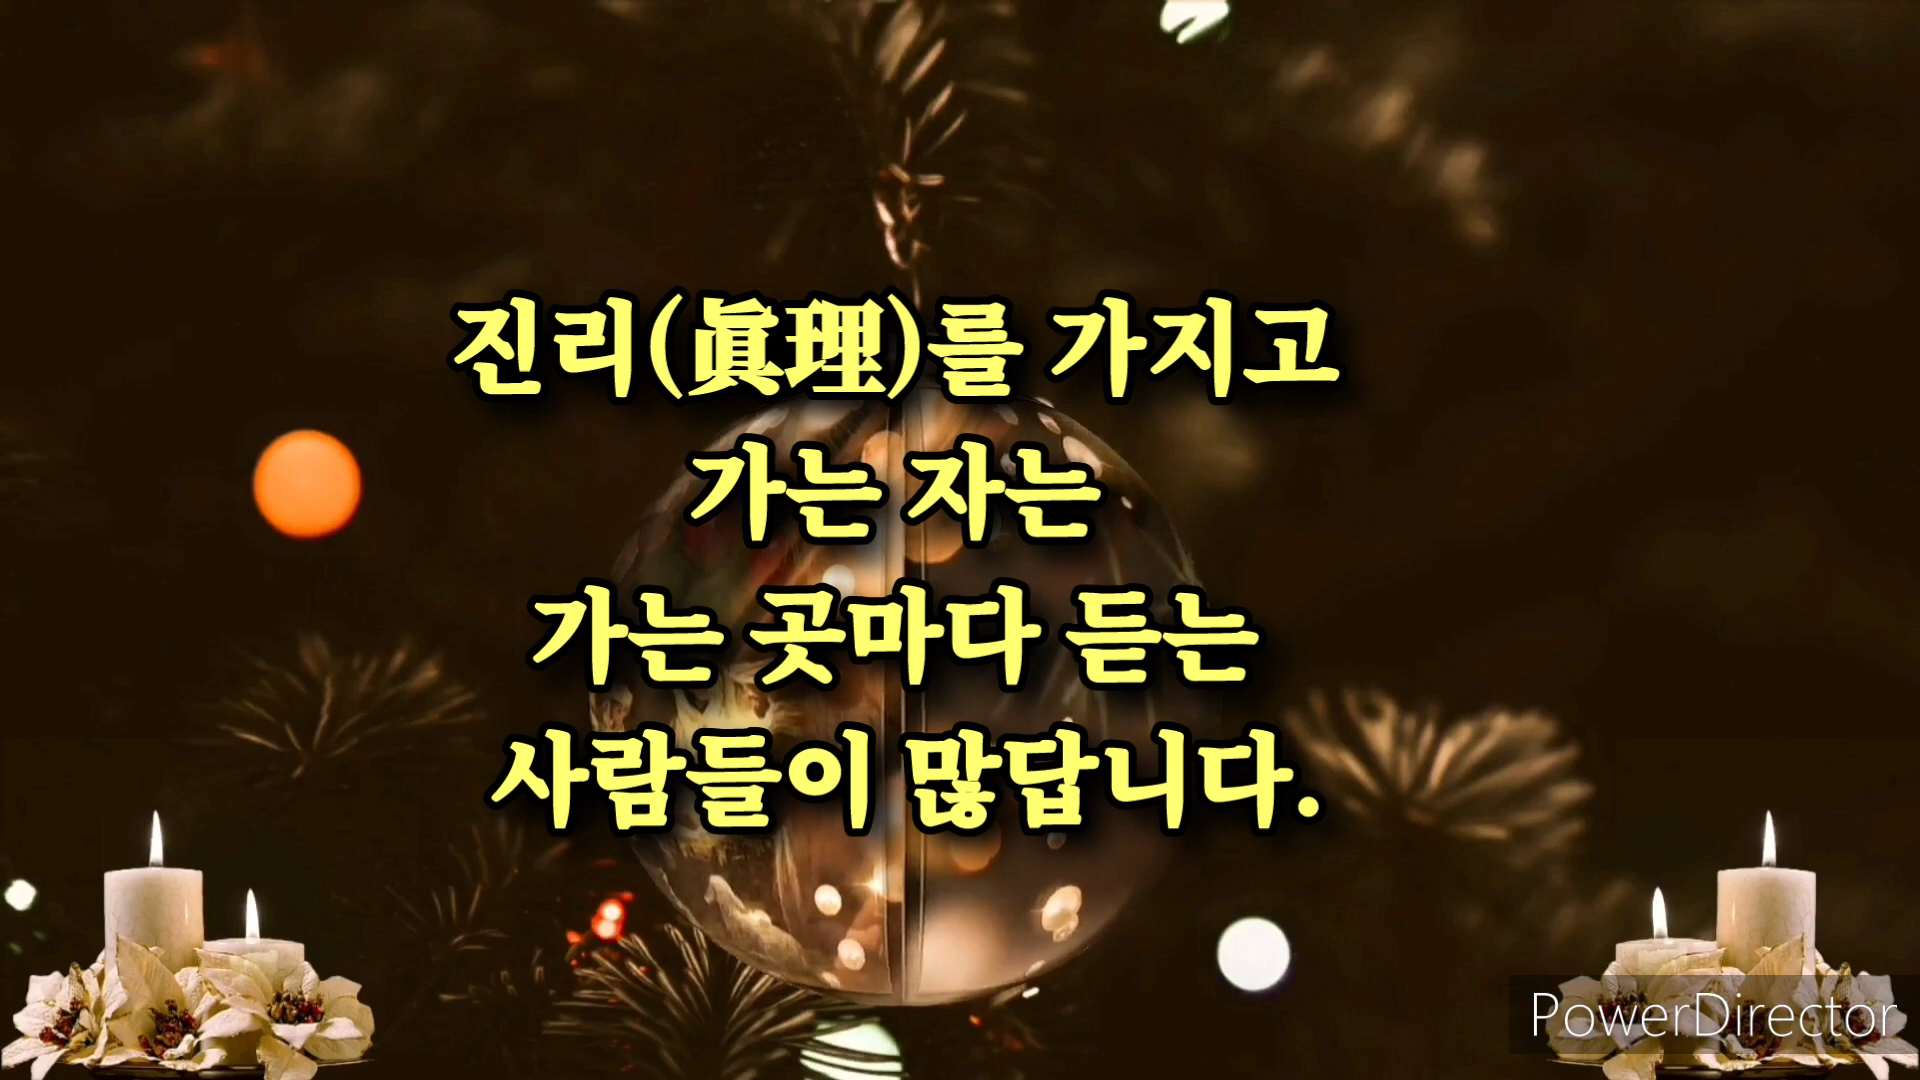 진리(眞理)를 가지고
가는 자는
가는 곳마다 듣는
사람들이 많답니다.
PowerDirector